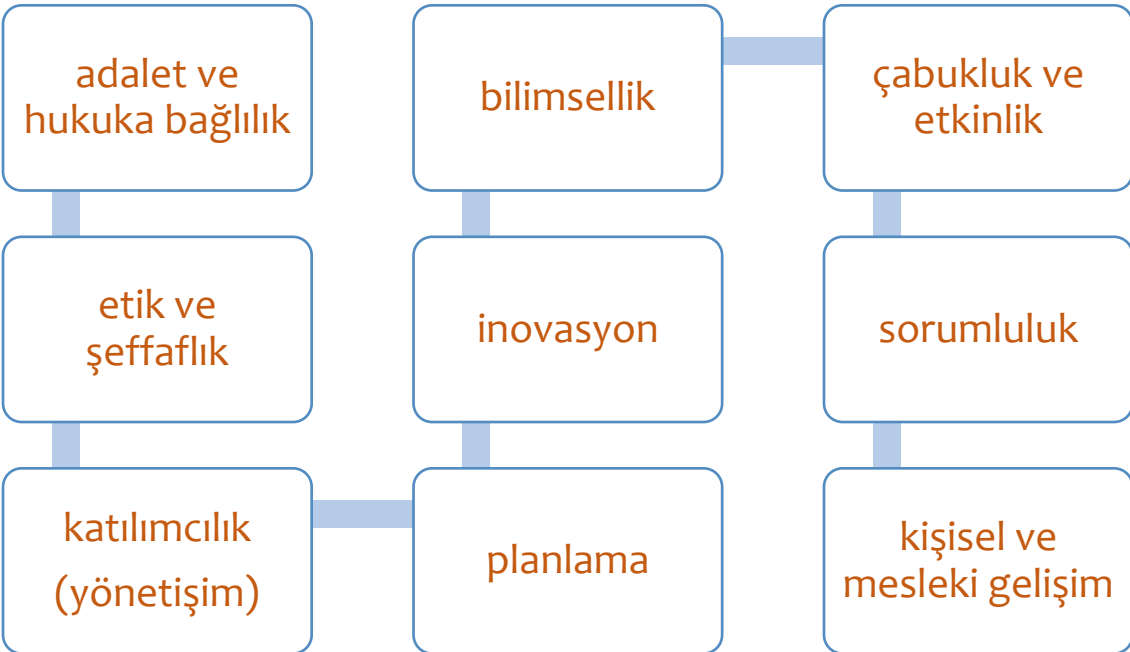 adalet ve
hukuka bağlılık
etik ve
şeffaflık
katılımcılık
(yönetişim)
planlama
inovasyon
bilimsellik
çabukluk ve
etkinlik
sorumluluk
kişisel ve
mesleki gelişim